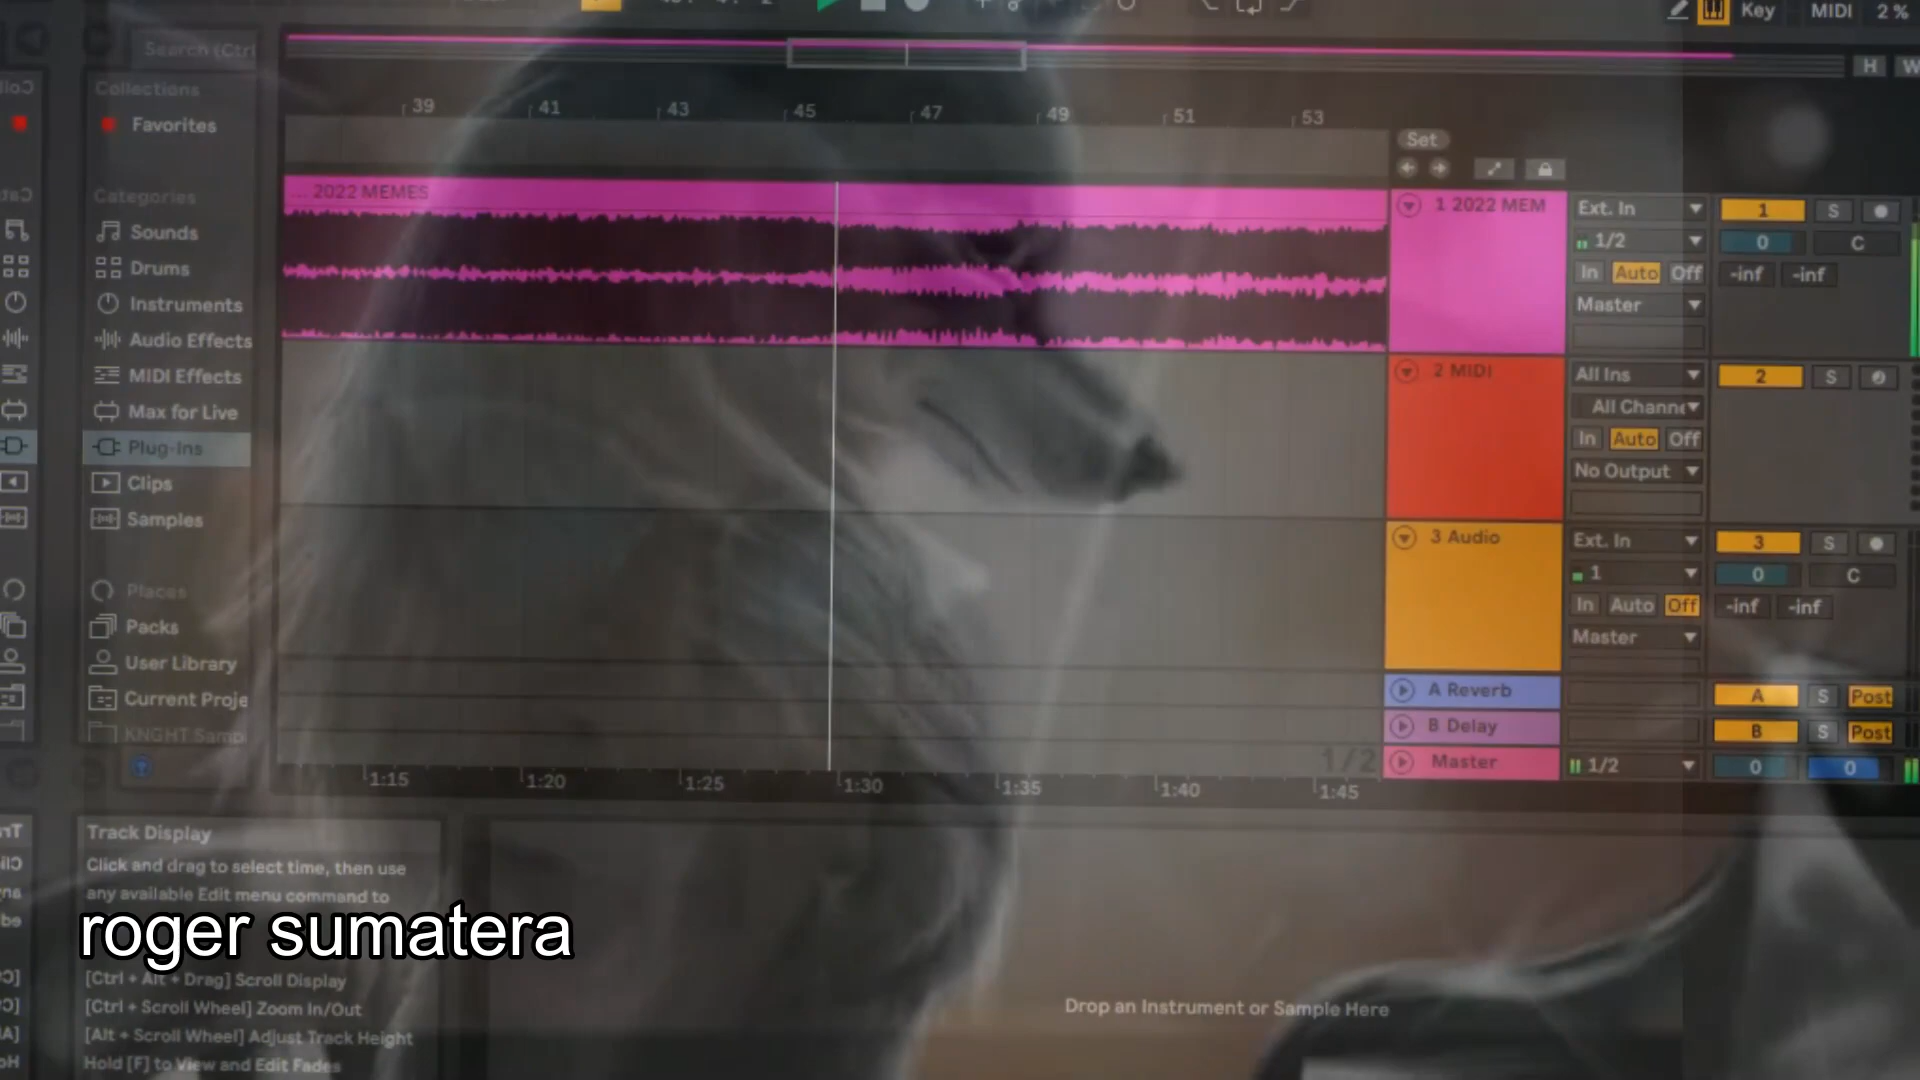 Key MIDI 2 %
Search (Ctrl
H W
Collections
Favorites
39 41 43 45 47 49 51 53
Set
Categories
... 2022 MEMES
1 2022 MEM
Ext. In
1 S
Sounds
1/2
0 C
Drums
In Auto Off
-inf -inf
Instruments
Master
Audio Effects
MIDI Effects
2 MIDI
All Ins
2 S
Max for Live
All Channe
Plug-Ins
In Auto Off
Clips
No Output
Samples
3 Audio
Ext. In
3 S
1
0 C
Places
In Auto Off
-inf -inf
Packs
Master
User Library
Current Proje
A Reverb
A S Post
KNGHT Samp
B Delay
B S Post
1/2
Master
1/2
0 0
1:15 1:20 1:25 1:30 1:35 1:40 1:45
Track Display
Click and drag to select time, then use
any available Edit menu command to
roger sumatera
[Ctrl + Alt + Drag] Scroll Display
[Ctrl + Scroll Wheel] Zoom In/Out
[Alt + Scroll Wheel] Adjust Track Height
Hold [F] to View and Edit Fades
Drop an Instrument or Sample Here